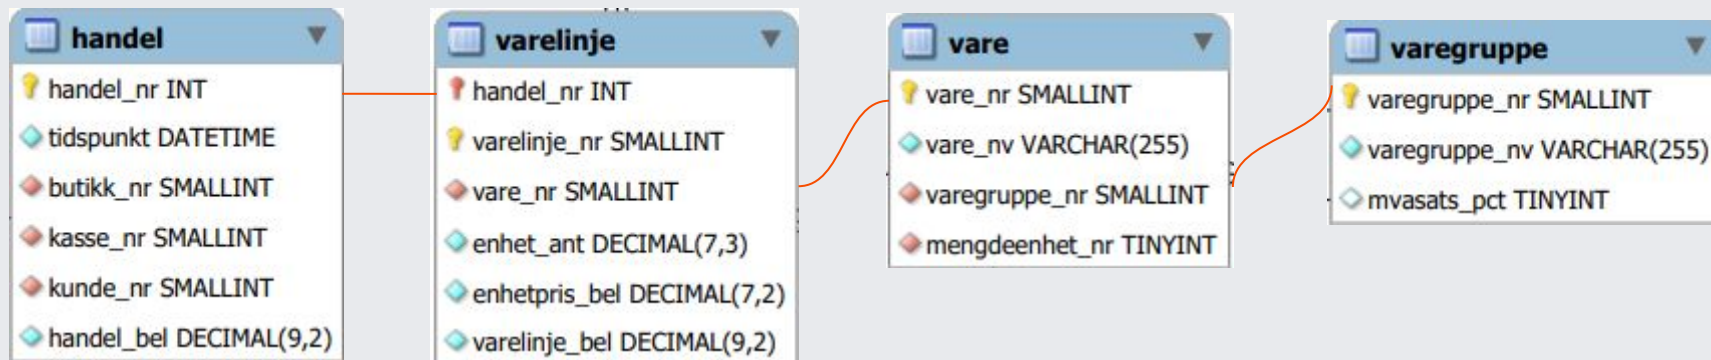 handel
handel_nr INT
tidspunkt DATETIME
butikk_nr SMALLINT
kasse_nr SMALLINT
kunde_nr SMALLINT
handel_bel DECIMAL(9,2)
varelinje
handel_nr INT
varelinje_nr SMALLINT
vare_nr SMALLINT
enhet_ant DECIMAL(7,3)
enhetpris_bel DECIMAL(7,2)
varelinje_bel DECIMAL(9,2)
vare
vare_nr SMALLINT
vare_nv VARCHAR(255)
varegruppe_nr SMALLINT
mengdeenhet_nr TINYINT
varegruppe
varegruppe_nr SMALLINT
varegruppe_nv VARCHAR(255)
mvasats_pct TINYINT